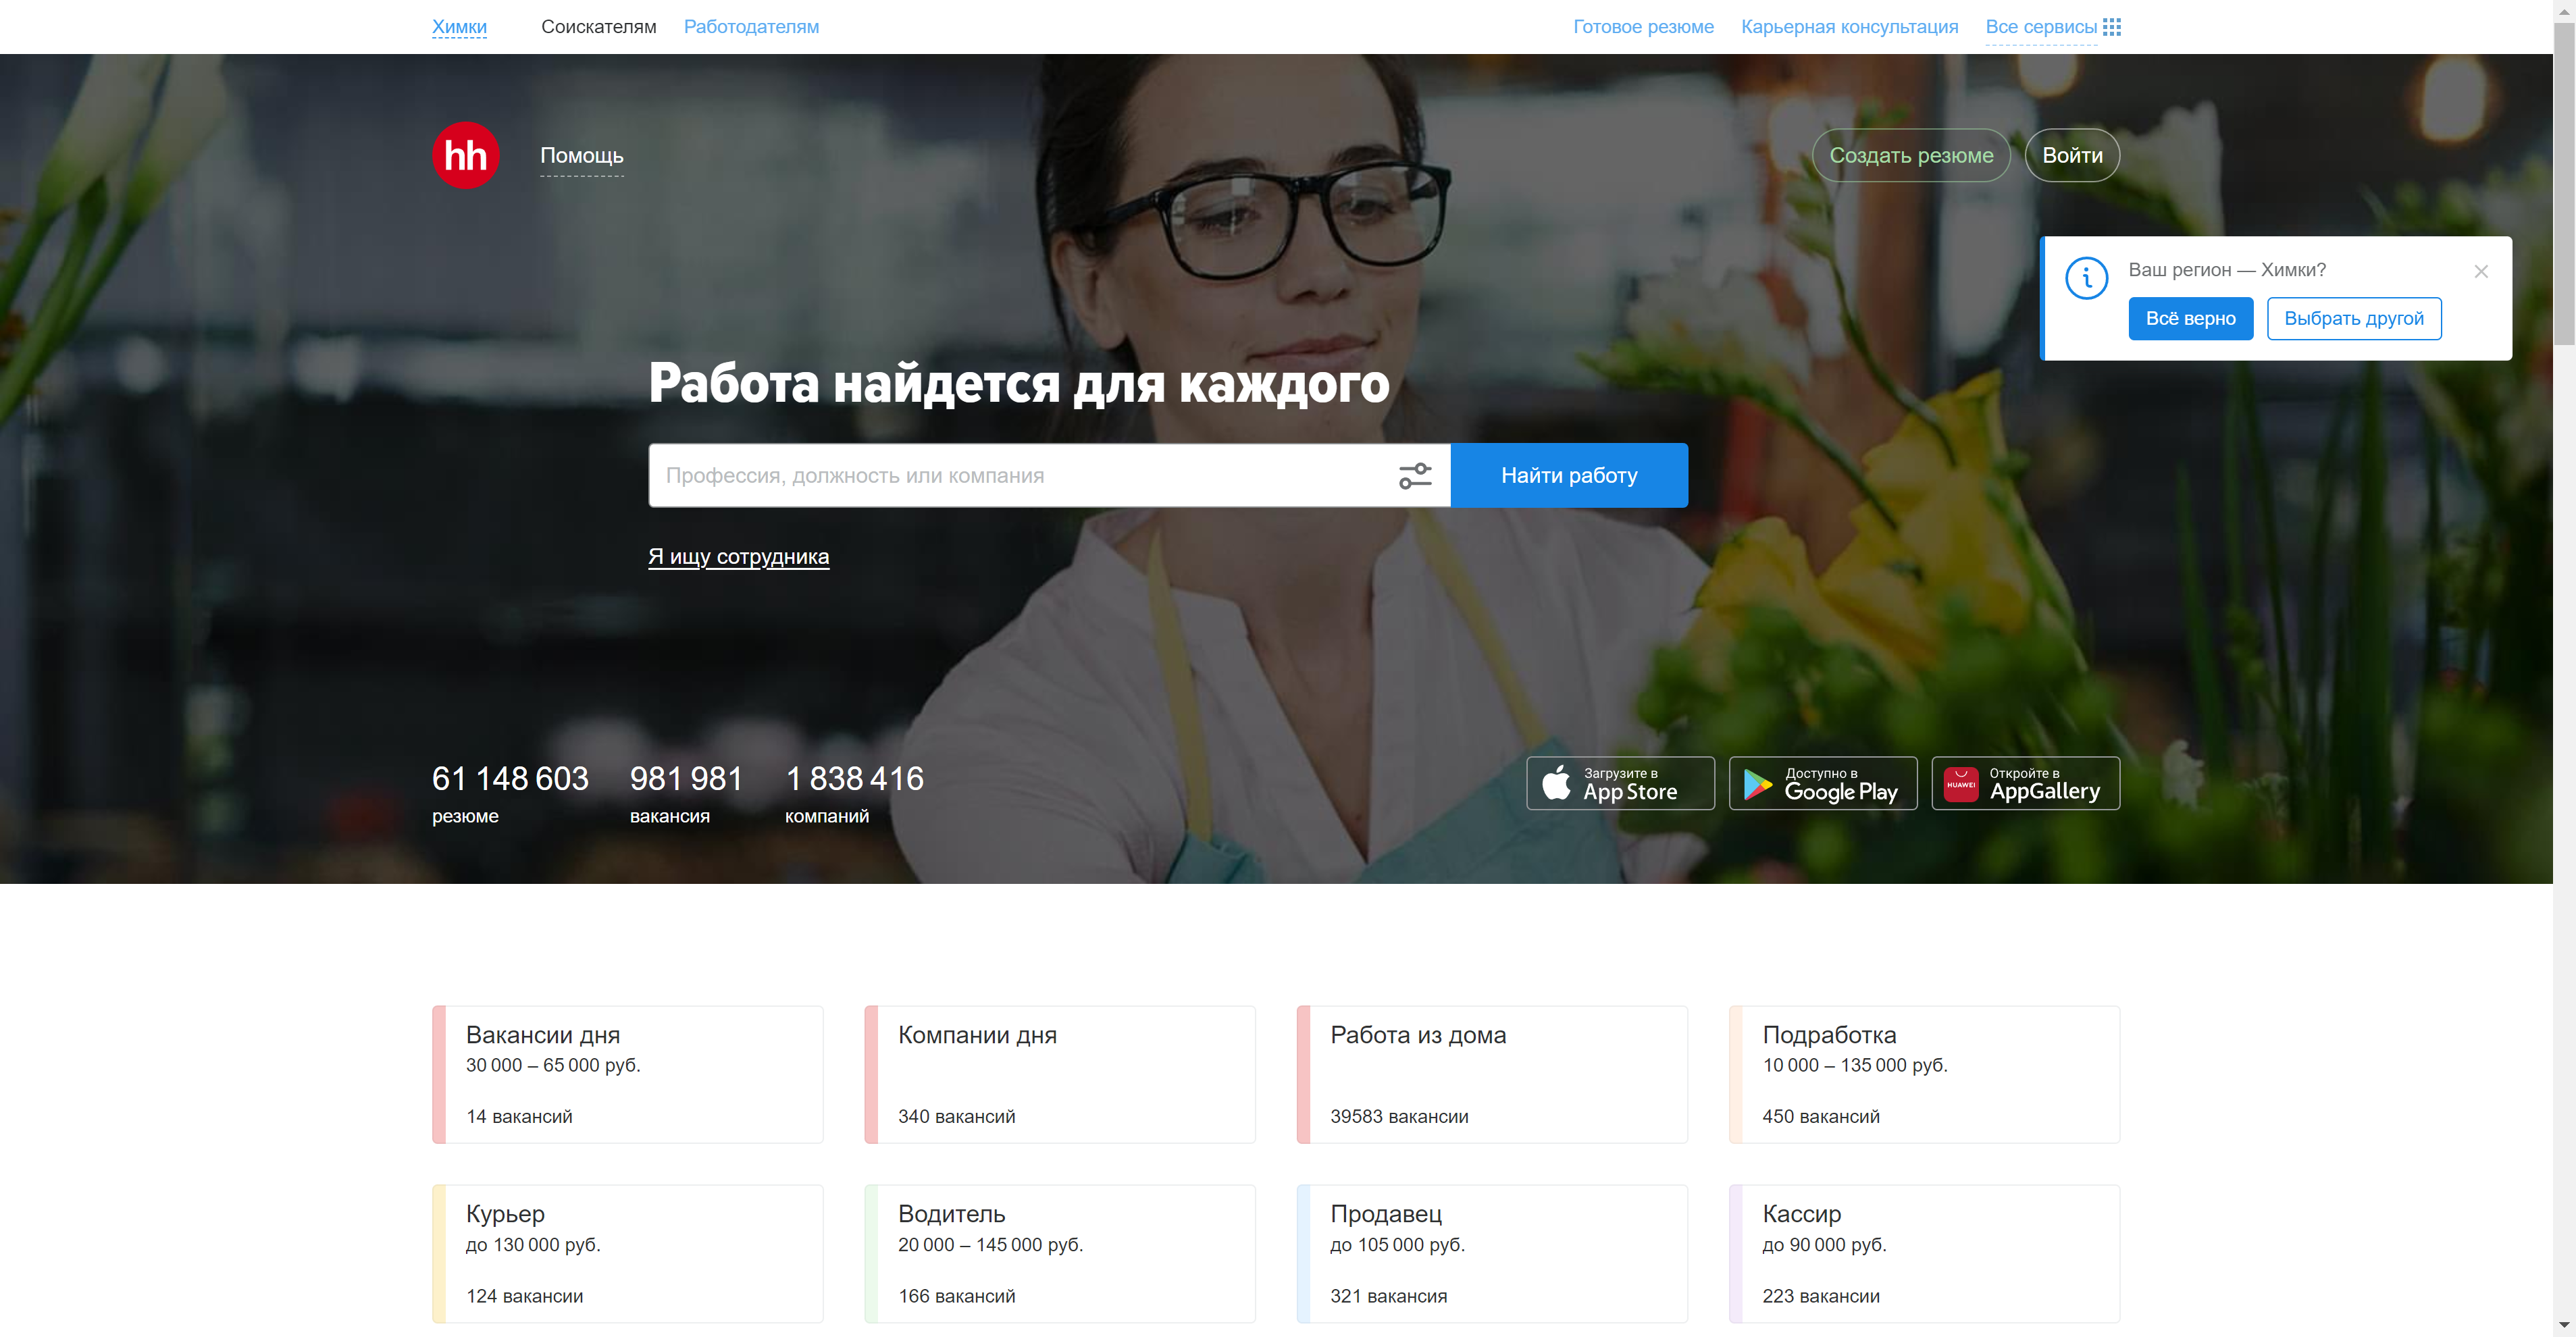 Химки Соискателям Работодателям Готовое резюме Карьерная консультация Все сервисы
hh Помощь Создать резюме Войти
Ваш регион — Химки?
Всё верно Выбрать другой
Работа найдется для каждого
Профессия, должность или компания Найти работу
Я ищу сотрудника
61 148 603 981 981 1 838 416
резюме вакансия компаний
Загрузите в
App Store
Доступно в
Google Play
HUAWEI
Откройте в
AppGallery
Вакансии дня
30 000 – 65 000 руб.
14 вакансий
Компании дня
340 вакансий
Работа из дома
39583 вакансии
Подработка
10 000 – 135 000 руб.
450 вакансий
Курьер
до 130 000 руб.
124 вакансии
Водитель
20 000 – 145 000 руб.
166 вакансий
Продавец
до 105 000 руб.
321 вакансия
Кассир
до 90 000 руб.
223 вакансии